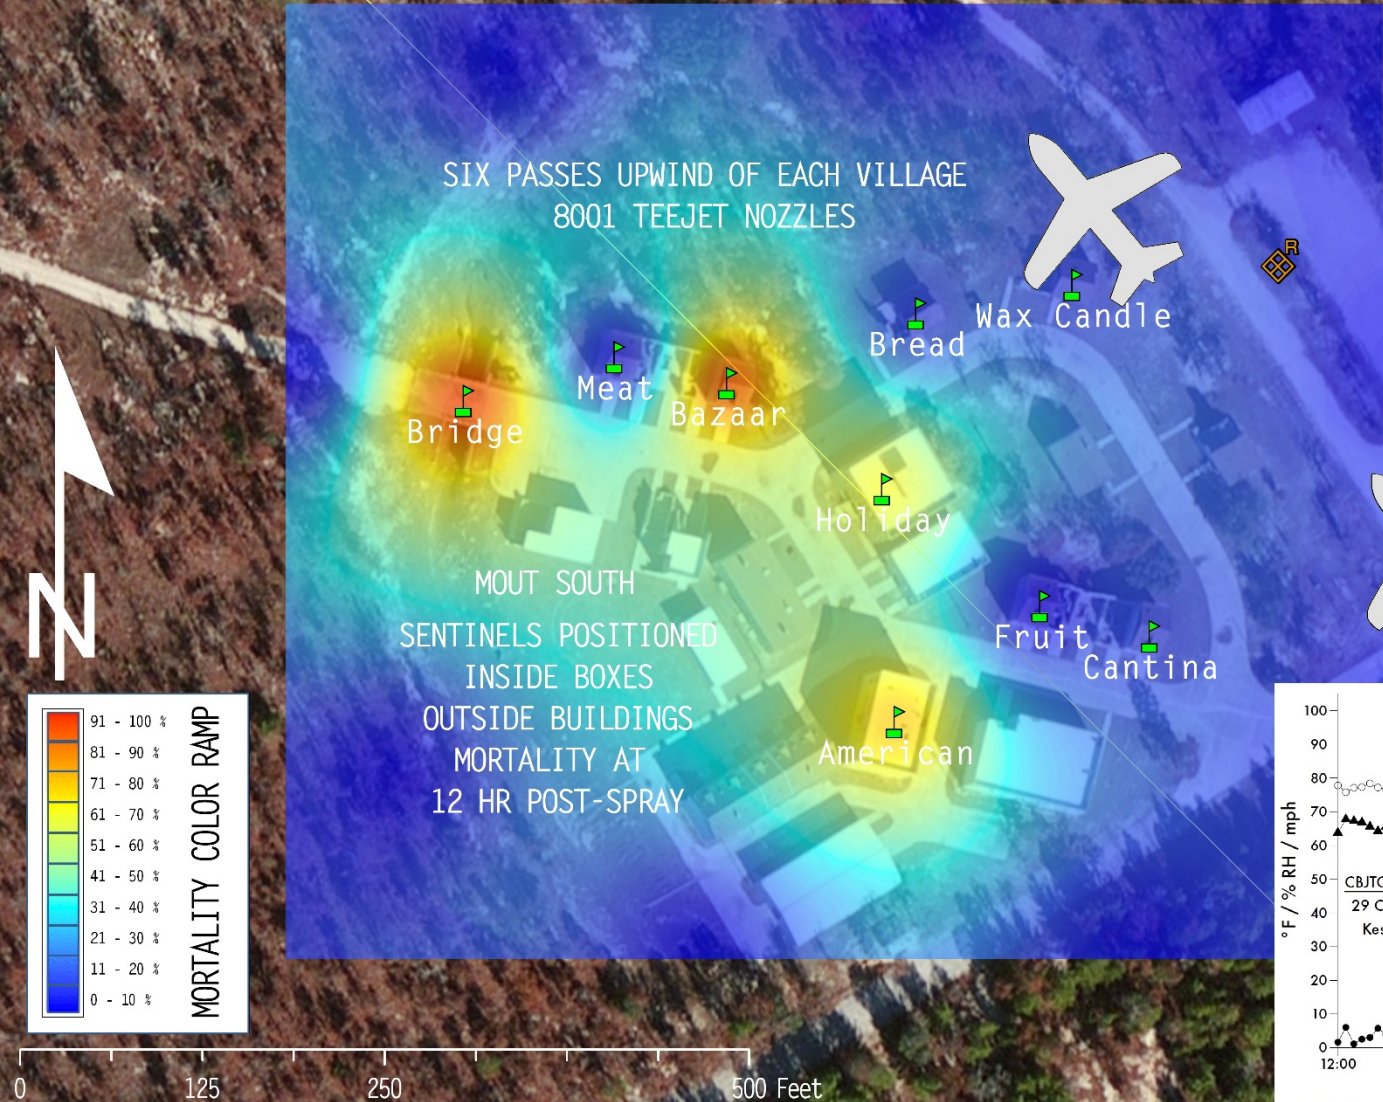 SIX PASSES UPWIND OF EACH VILLAGE
8001 TEEJET NOZZLES
R
Wax Candle
Bread
Meat
Bazaar
Bridge
Holiday
MOUT SOUTH
SENTINELS POSITIONED
INSIDE BOXES
OUTSIDE BUILDINGS
MORTALITY AT
12 HR POST-SPRAY
Fruit
Cantina
American
N
MORTALITY COLOR RAMP
91 - 100 %
81 - 90 %
71 - 80 %
61 - 70 %
51 - 60 %
41 - 50 %
31 - 40 %
21 - 30 %
11 - 20 %
0 - 10 %
0 125 250 500 Feet
°F / % RH / mph
100
90
80
70
60
50
40
30
20
10
0
12:00
CBJTC
29 O
Kes